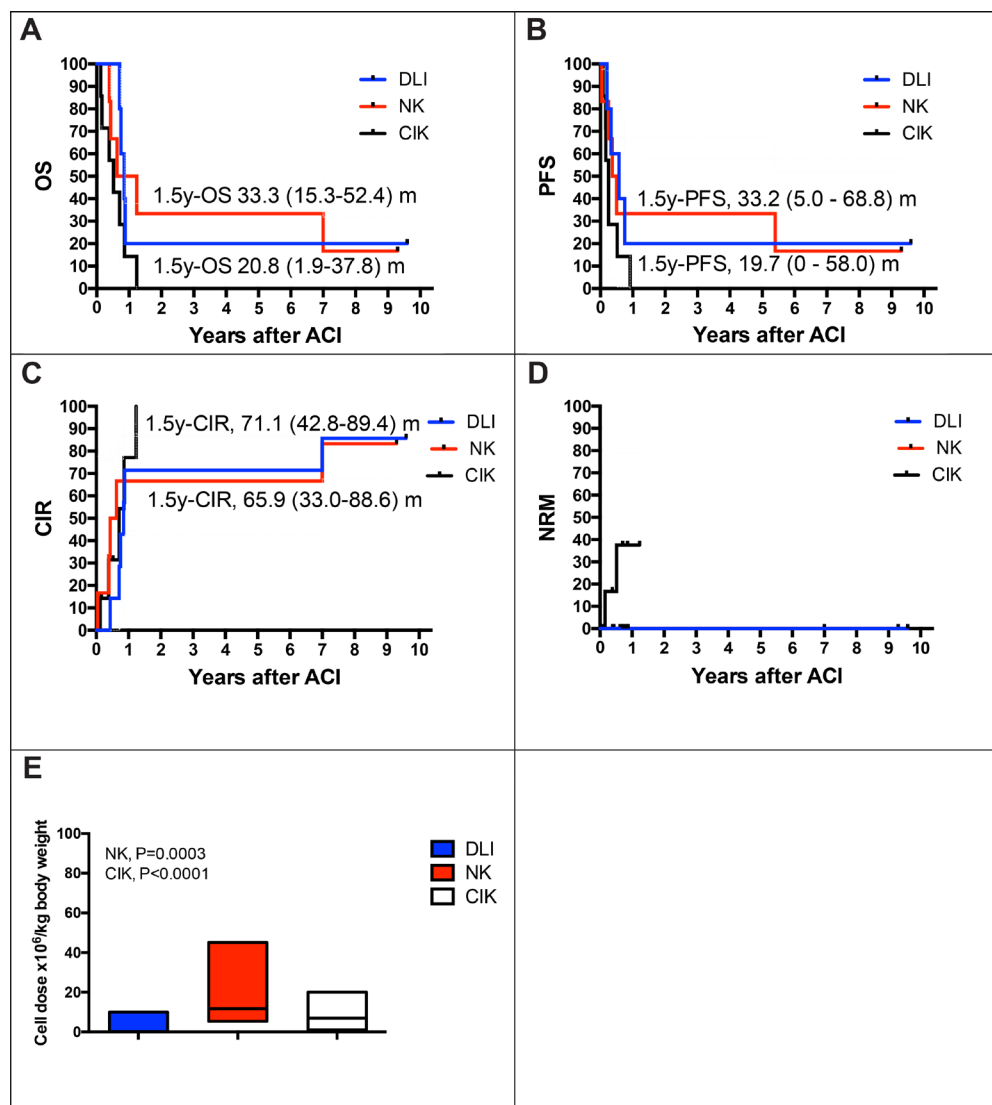 A
100
90
80
70
60
50
40
30
20
10
0
OS
DLI
NK
CIK
1.5y-OS 33.3 (15.3-52.4) m
1.5y-OS 20.8 (1.9-37.8) m
0 1 2 3 4 5 6 7 8 9 10
Years after ACI
B
100
90
80
70
60
50
40
30
20
10
0
PFS
DLI
NK
CIK
1.5y-PFS, 33.2 (5.0 - 68.8) m
1.5y-PFS, 19.7 (0 - 58.0) m
0 1 2 3 4 5 6 7 8 9 10
Years after ACI
C
100
90
80
70
60
50
40
30
20
10
0
CIR
1.5y-CIR, 71.1 (42.8-89.4) m
1.5y-CIR, 65.9 (33.0-88.6) m
DLI
NK
CIK
0 1 2 3 4 5 6 7 8 9 10
Years after ACI
D
100
90
80
70
60
50
40
30
20
10
0
NRM
DLI
NK
CIK
0 1 2 3 4 5 6 7 8 9 10
Years after ACI
E
100
80
60
40
20
0
Cell dose x10⁶/kg body weight
NK, P=0.0003
CIK, P<0.0001
DLI
NK
CIK